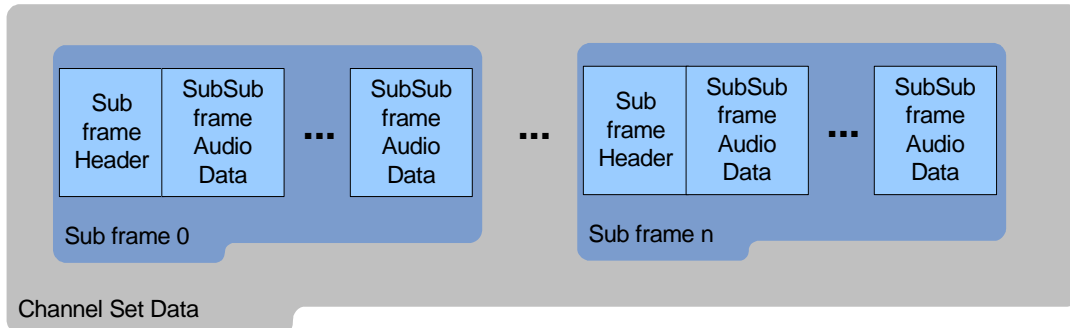 Sub
frame
Header
SubSub
frame
Audio
Data
...
SubSub
frame
Audio
Data
Sub frame 0
...
Sub
frame
Header
SubSub
frame
Audio
Data
...
SubSub
frame
Audio
Data
Sub frame n
Channel Set Data